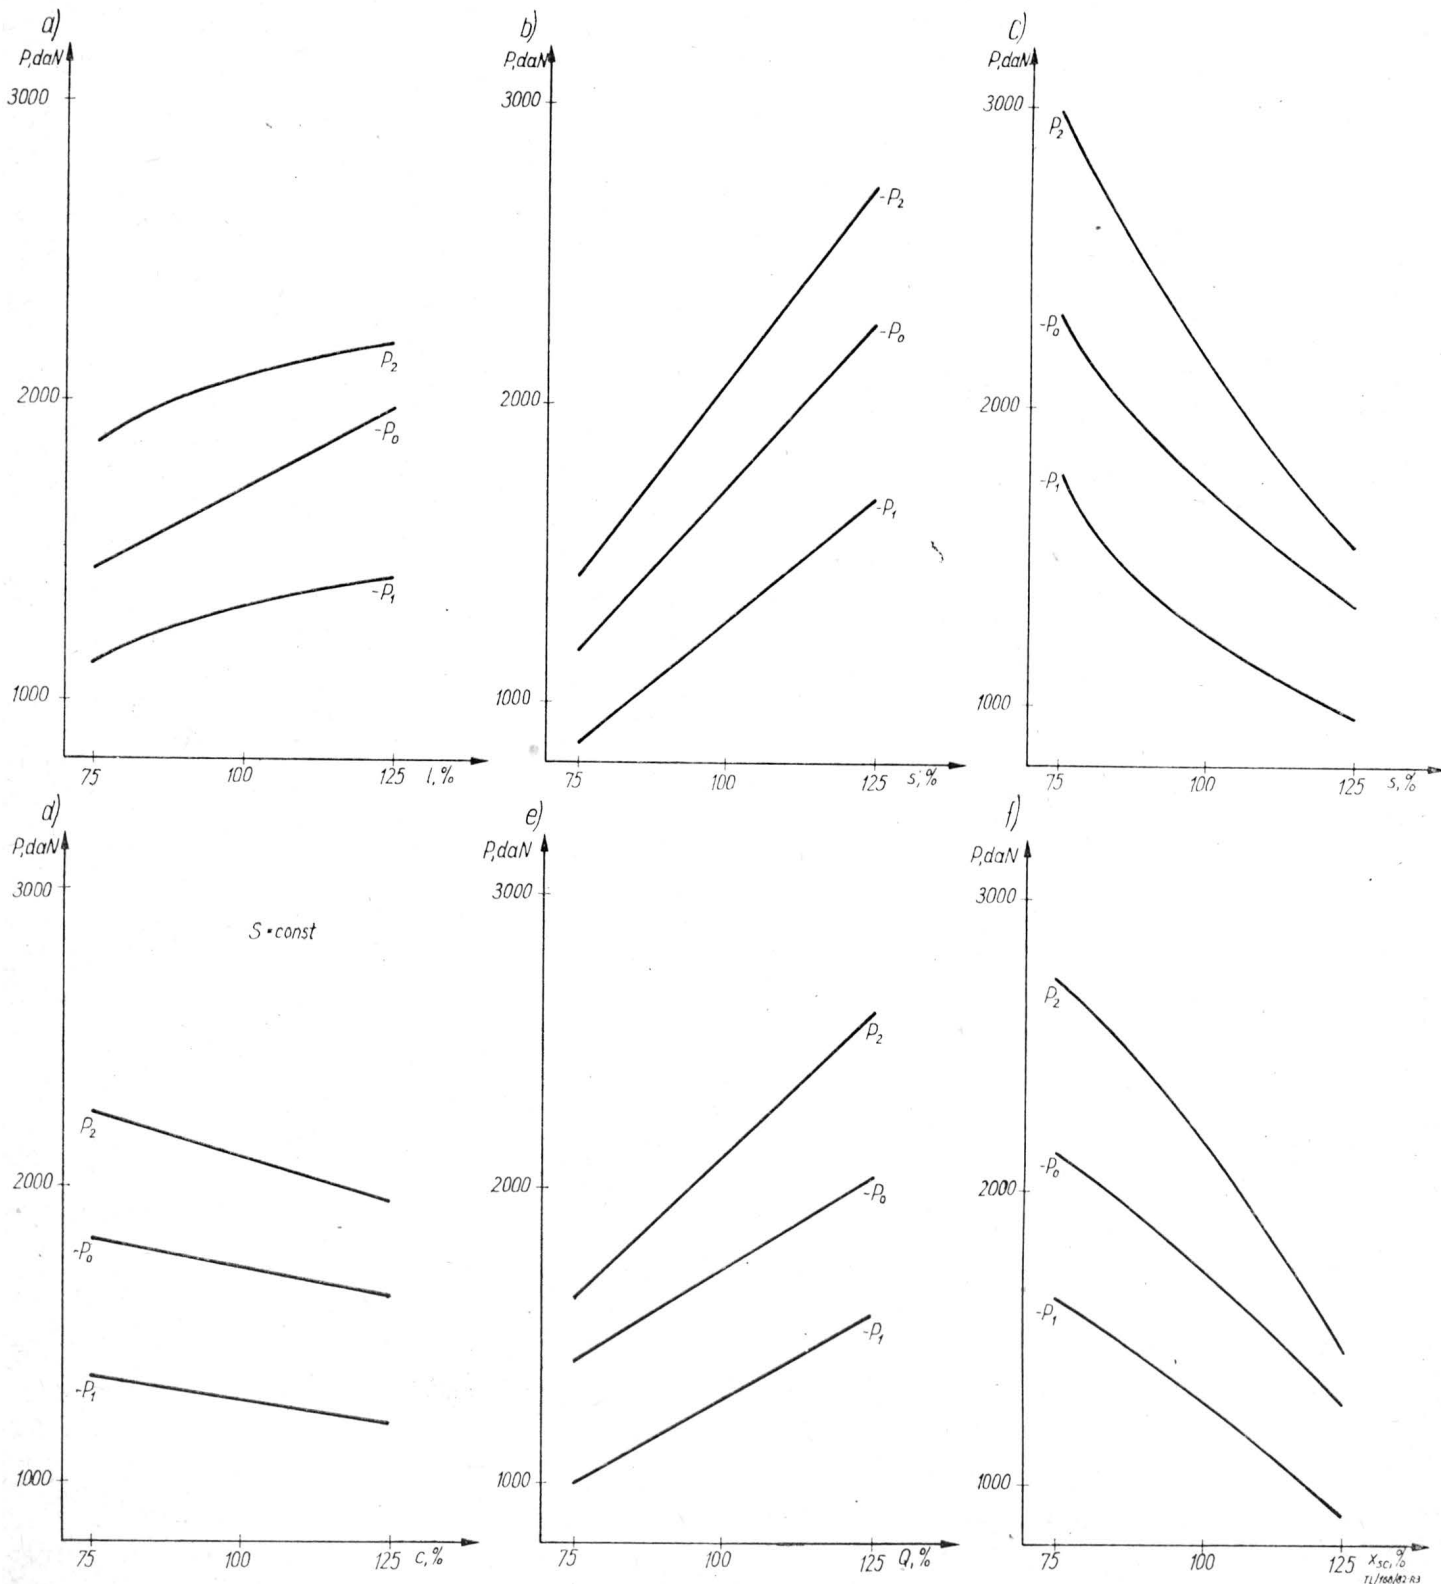 a)
P,daN
3000
2000
1000
P₂
-P₀
-P₁
75 100 125 l,%
b)
P,daN
3000
2000
1000
-P₂
-P₀
-P₁
75 100 125 s',%
c)
P,daN
3000
2000
1000
P₂
-P₀
-P₁
75 100 125 s,%
d)
P,daN
3000
2000
1000
S=const
P₂
-P₀
-P₁
75 100 125 c,%
e)
P,daN
3000
2000
1000
P₂
-P₀
-P₁
75 100 125 Q,%
f)
P,daN
3000
2000
1000
P₂
-P₀
-P₁
75 100 125 x_sc,%